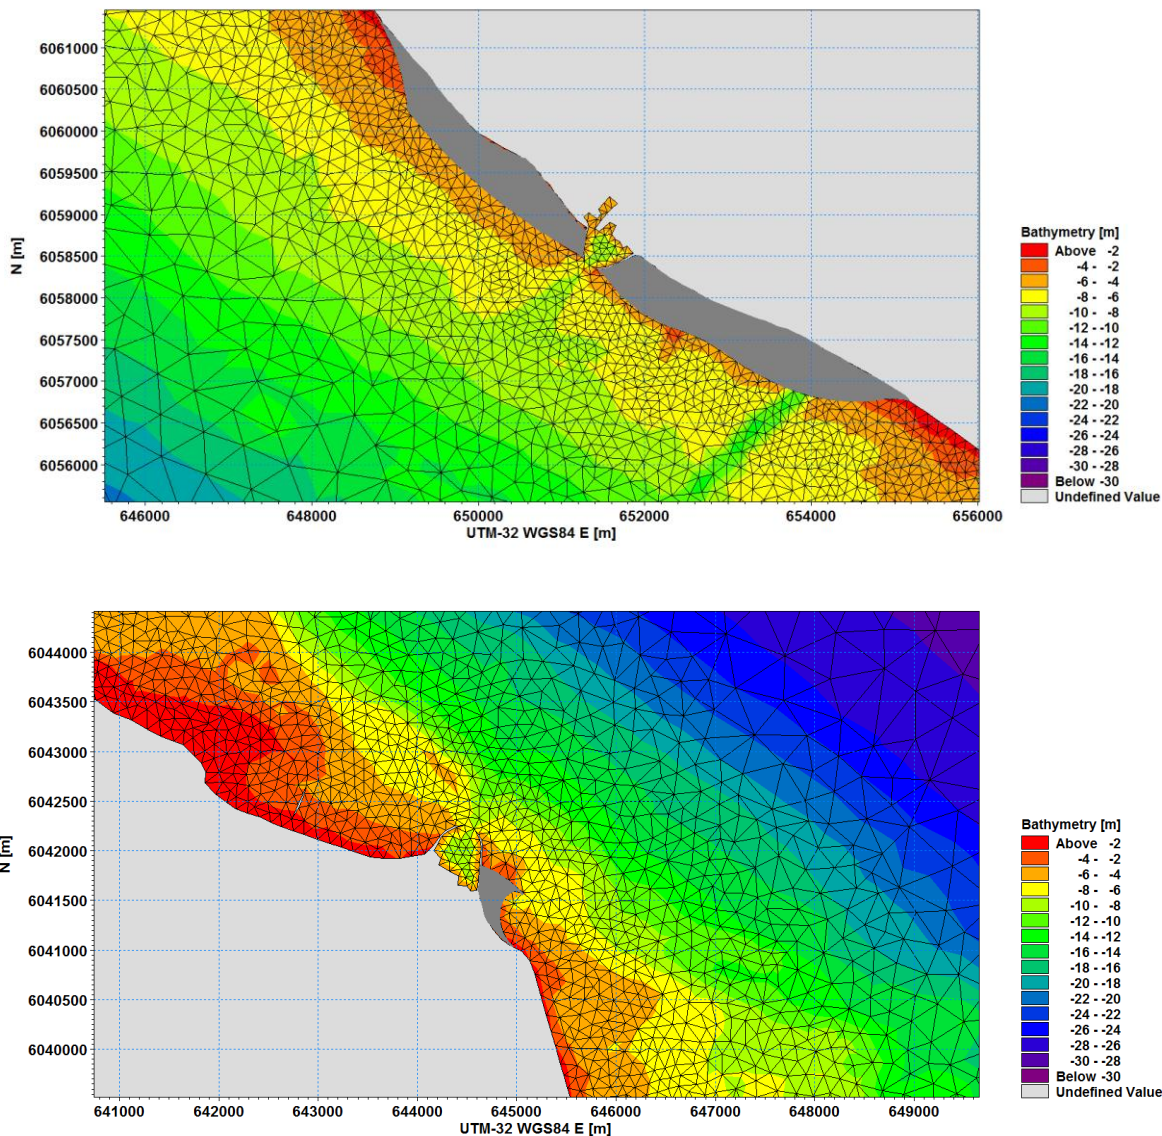 6061000
6060500
6060000
6059500
6059000
6058500
6058000
6057500
6057000
6056500
6056000
N [m]
646000 648000 650000 652000 654000 656000
UTM-32 WGS84 E [m]
Bathymetry [m]
Above -2
-4 - -2
-6 - -4
-8 - -6
-10 - -8
-12 - -10
-14 - -12
-16 - -14
-18 - -16
-20 - -18
-22 - -20
-24 - -22
-26 - -24
-28 - -26
-30 - -28
Below -30
Undefined Value
6044000
6043500
6043000
6042500
6042000
6041500
6041000
6040500
6040000
N [m]
641000 642000 643000 644000 645000 646000 647000 648000 649000
UTM-32 WGS84 E [m]
Bathymetry [m]
Above -2
-4 - -2
-6 - -4
-8 - -6
-10 - -8
-12 - -10
-14 - -12
-16 - -14
-18 - -16
-20 - -18
-22 - -20
-24 - -22
-26 - -24
-28 - -26
-30 - -28
Below -30
Undefined Value